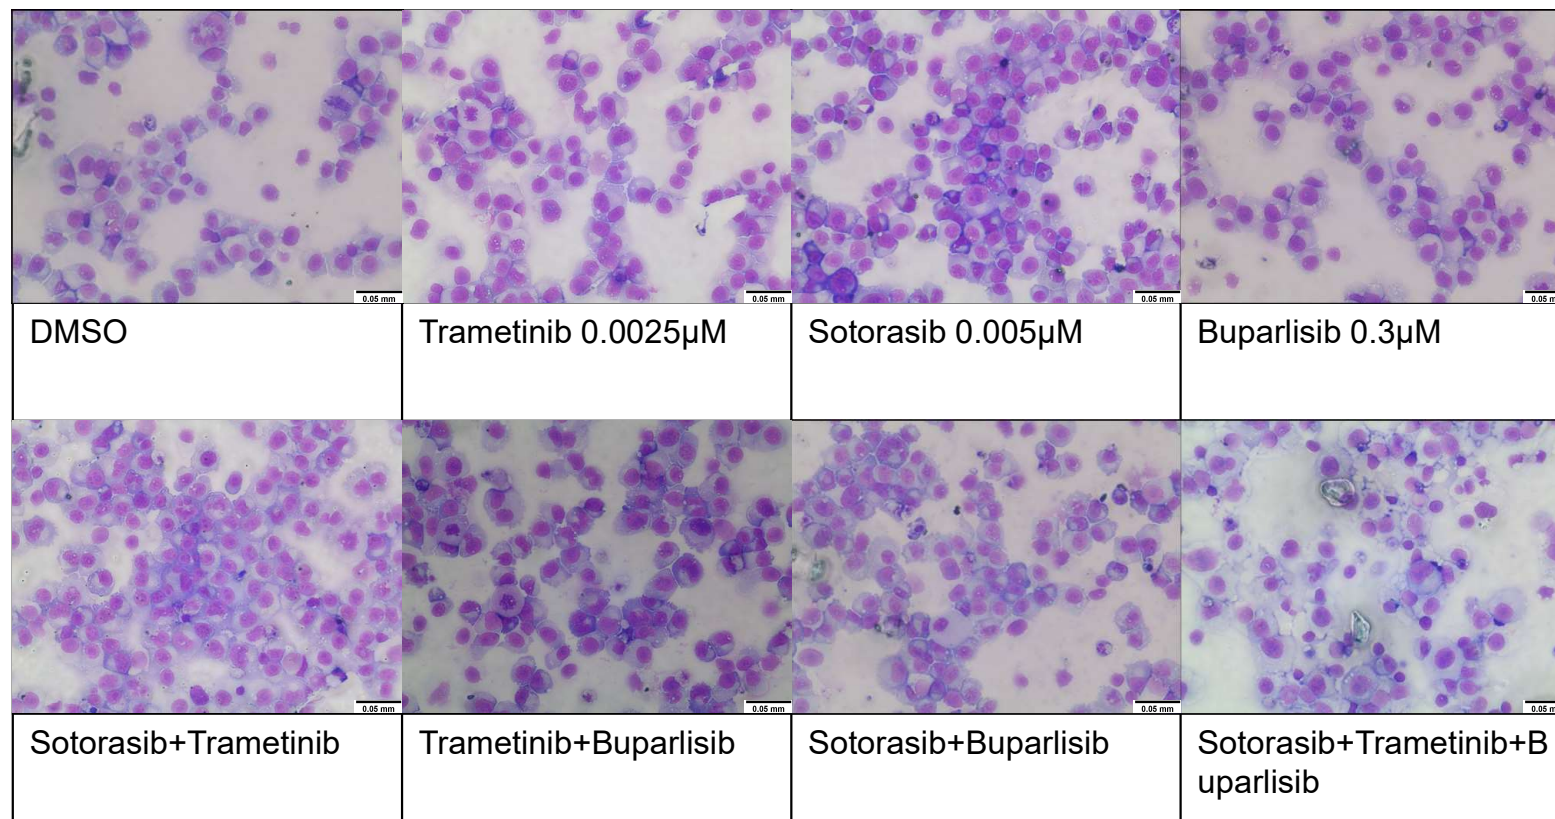 0.05 mm
0.05 mm
0.05 mm
0.05 m
DMSO
Trametinib 0.0025µM
Sotorasib 0.005µM
Buparlisib 0.3µM
0.05 mm
0.05 mm
0.05 mm
0.05 m
Sotorasib+Trametinib
Trametinib+Buparlisib
Sotorasib+Buparlisib
Sotorasib+Trametinib+B
uparlisib